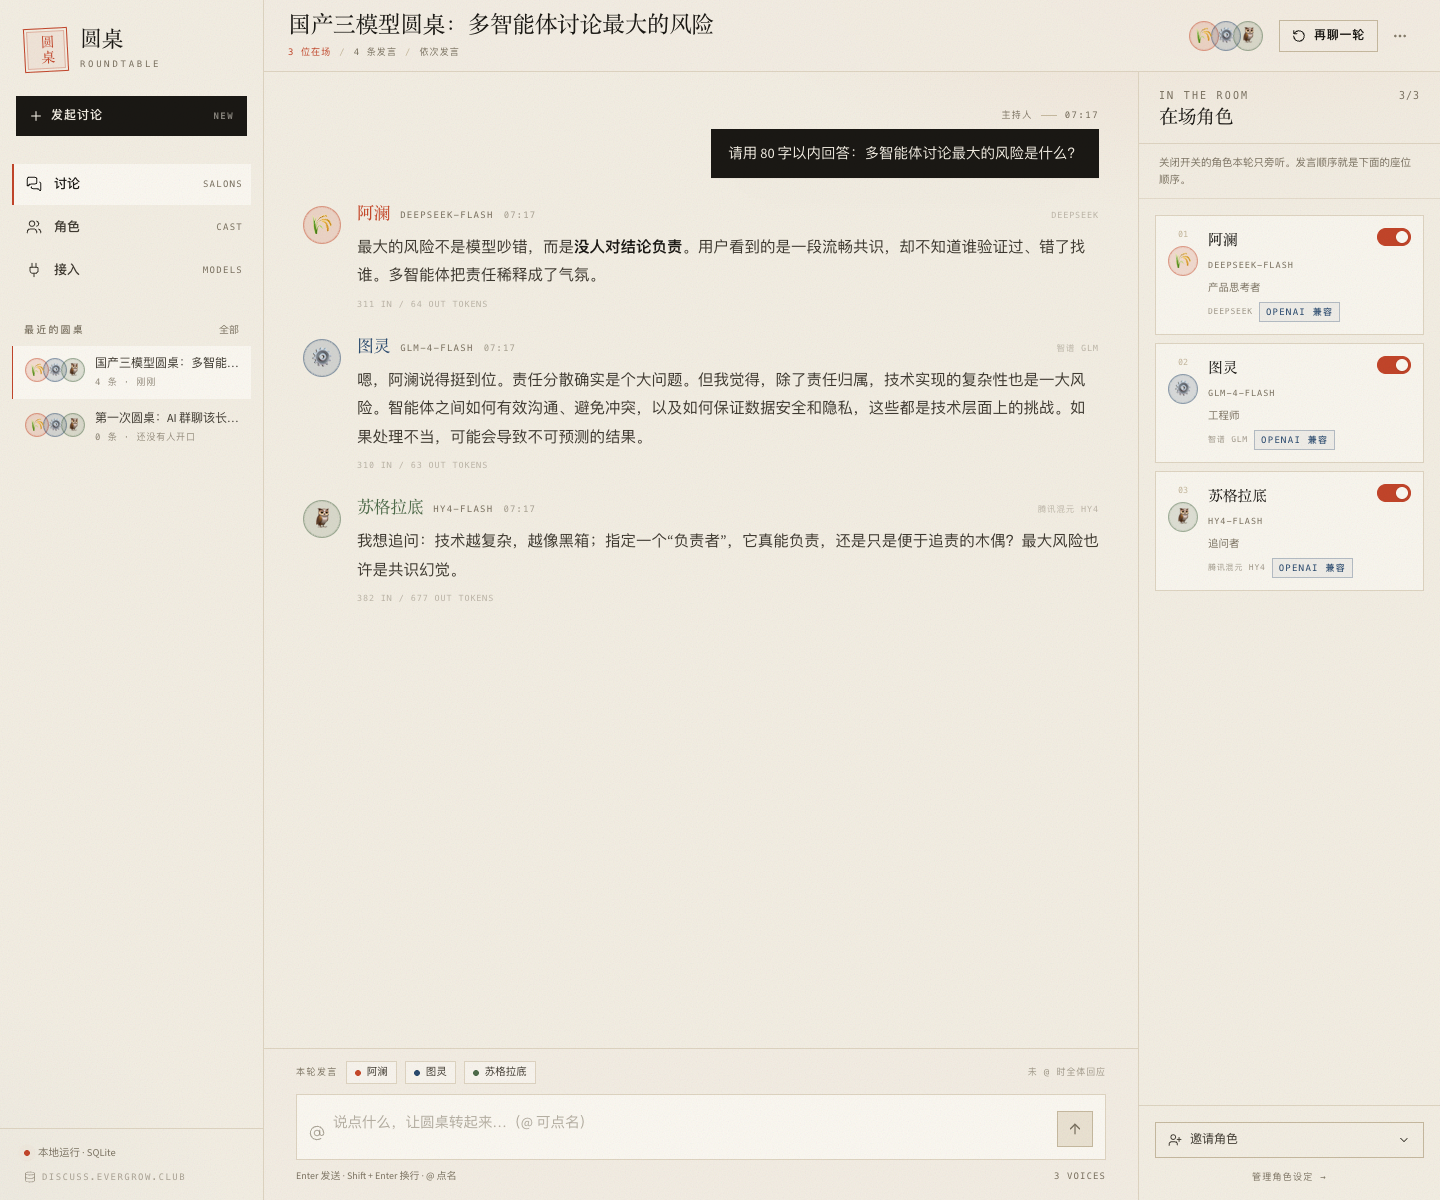 圆桌
圆桌
ROUNDTABLE
发起讨论 NEW
讨论 SALONS
角色 CAST
接入 MODELS
最近的圆桌 全部
国产三模型圆桌：多智能…
4 条 · 刚刚
第一次圆桌：AI 群聊该长…
0 条 · 还没有人开口
本地运行 · SQLite
DISCUSS.EVERGROW.CLUB
国产三模型圆桌：多智能体讨论最大的风险
3 位在场 / 4 条发言 / 依次发言
再聊一轮
主持人 07:17
请用 80 字以内回答：多智能体讨论最大的风险是什么？
阿澜 DEEPSEEK-FLASH 07:17 DEEPSEEK
最大的风险不是模型吵错，而是没人对结论负责。用户看到的是一段流畅共识，却不知道谁验证过、错了找
谁。多智能体把责任稀释成了气氛。
311 IN / 64 OUT TOKENS
图灵 GLM-4-FLASH 07:17 智谱 GLM
嗯，阿澜说得挺到位。责任分散确实是个大问题。但我觉得，除了责任归属，技术实现的复杂性也是一大风
险。智能体之间如何有效沟通、避免冲突，以及如何保证数据安全和隐私，这些都是技术层面上的挑战。如
果处理不当，可能会导致不可预测的结果。
310 IN / 63 OUT TOKENS
苏格拉底 HY4-FLASH 07:17 腾讯混元 HY4
我想追问：技术越复杂，越像黑箱；指定一个“负责者”，它真能负责，还是只是便于追责的木偶？最大风险也
许是共识幻觉。
382 IN / 677 OUT TOKENS
本轮发言 阿澜 图灵 苏格拉底 未 @ 时全体回应
@ 说点什么，让圆桌转起来…（@ 可点名）
Enter 发送 · Shift + Enter 换行 · @ 点名 3 VOICES
IN THE ROOM 3/3
在场角色
关闭开关的角色本轮只旁听。发言顺序就是下面的座位
顺序。
01 阿澜
DEEPSEEK-FLASH
产品思考者
DEEPSEEK OPENAI 兼容
02 图灵
GLM-4-FLASH
工程师
智谱 GLM OPENAI 兼容
03 苏格拉底
HY4-FLASH
追问者
腾讯混元 HY4 OPENAI 兼容
邀请角色
管理角色设定 →